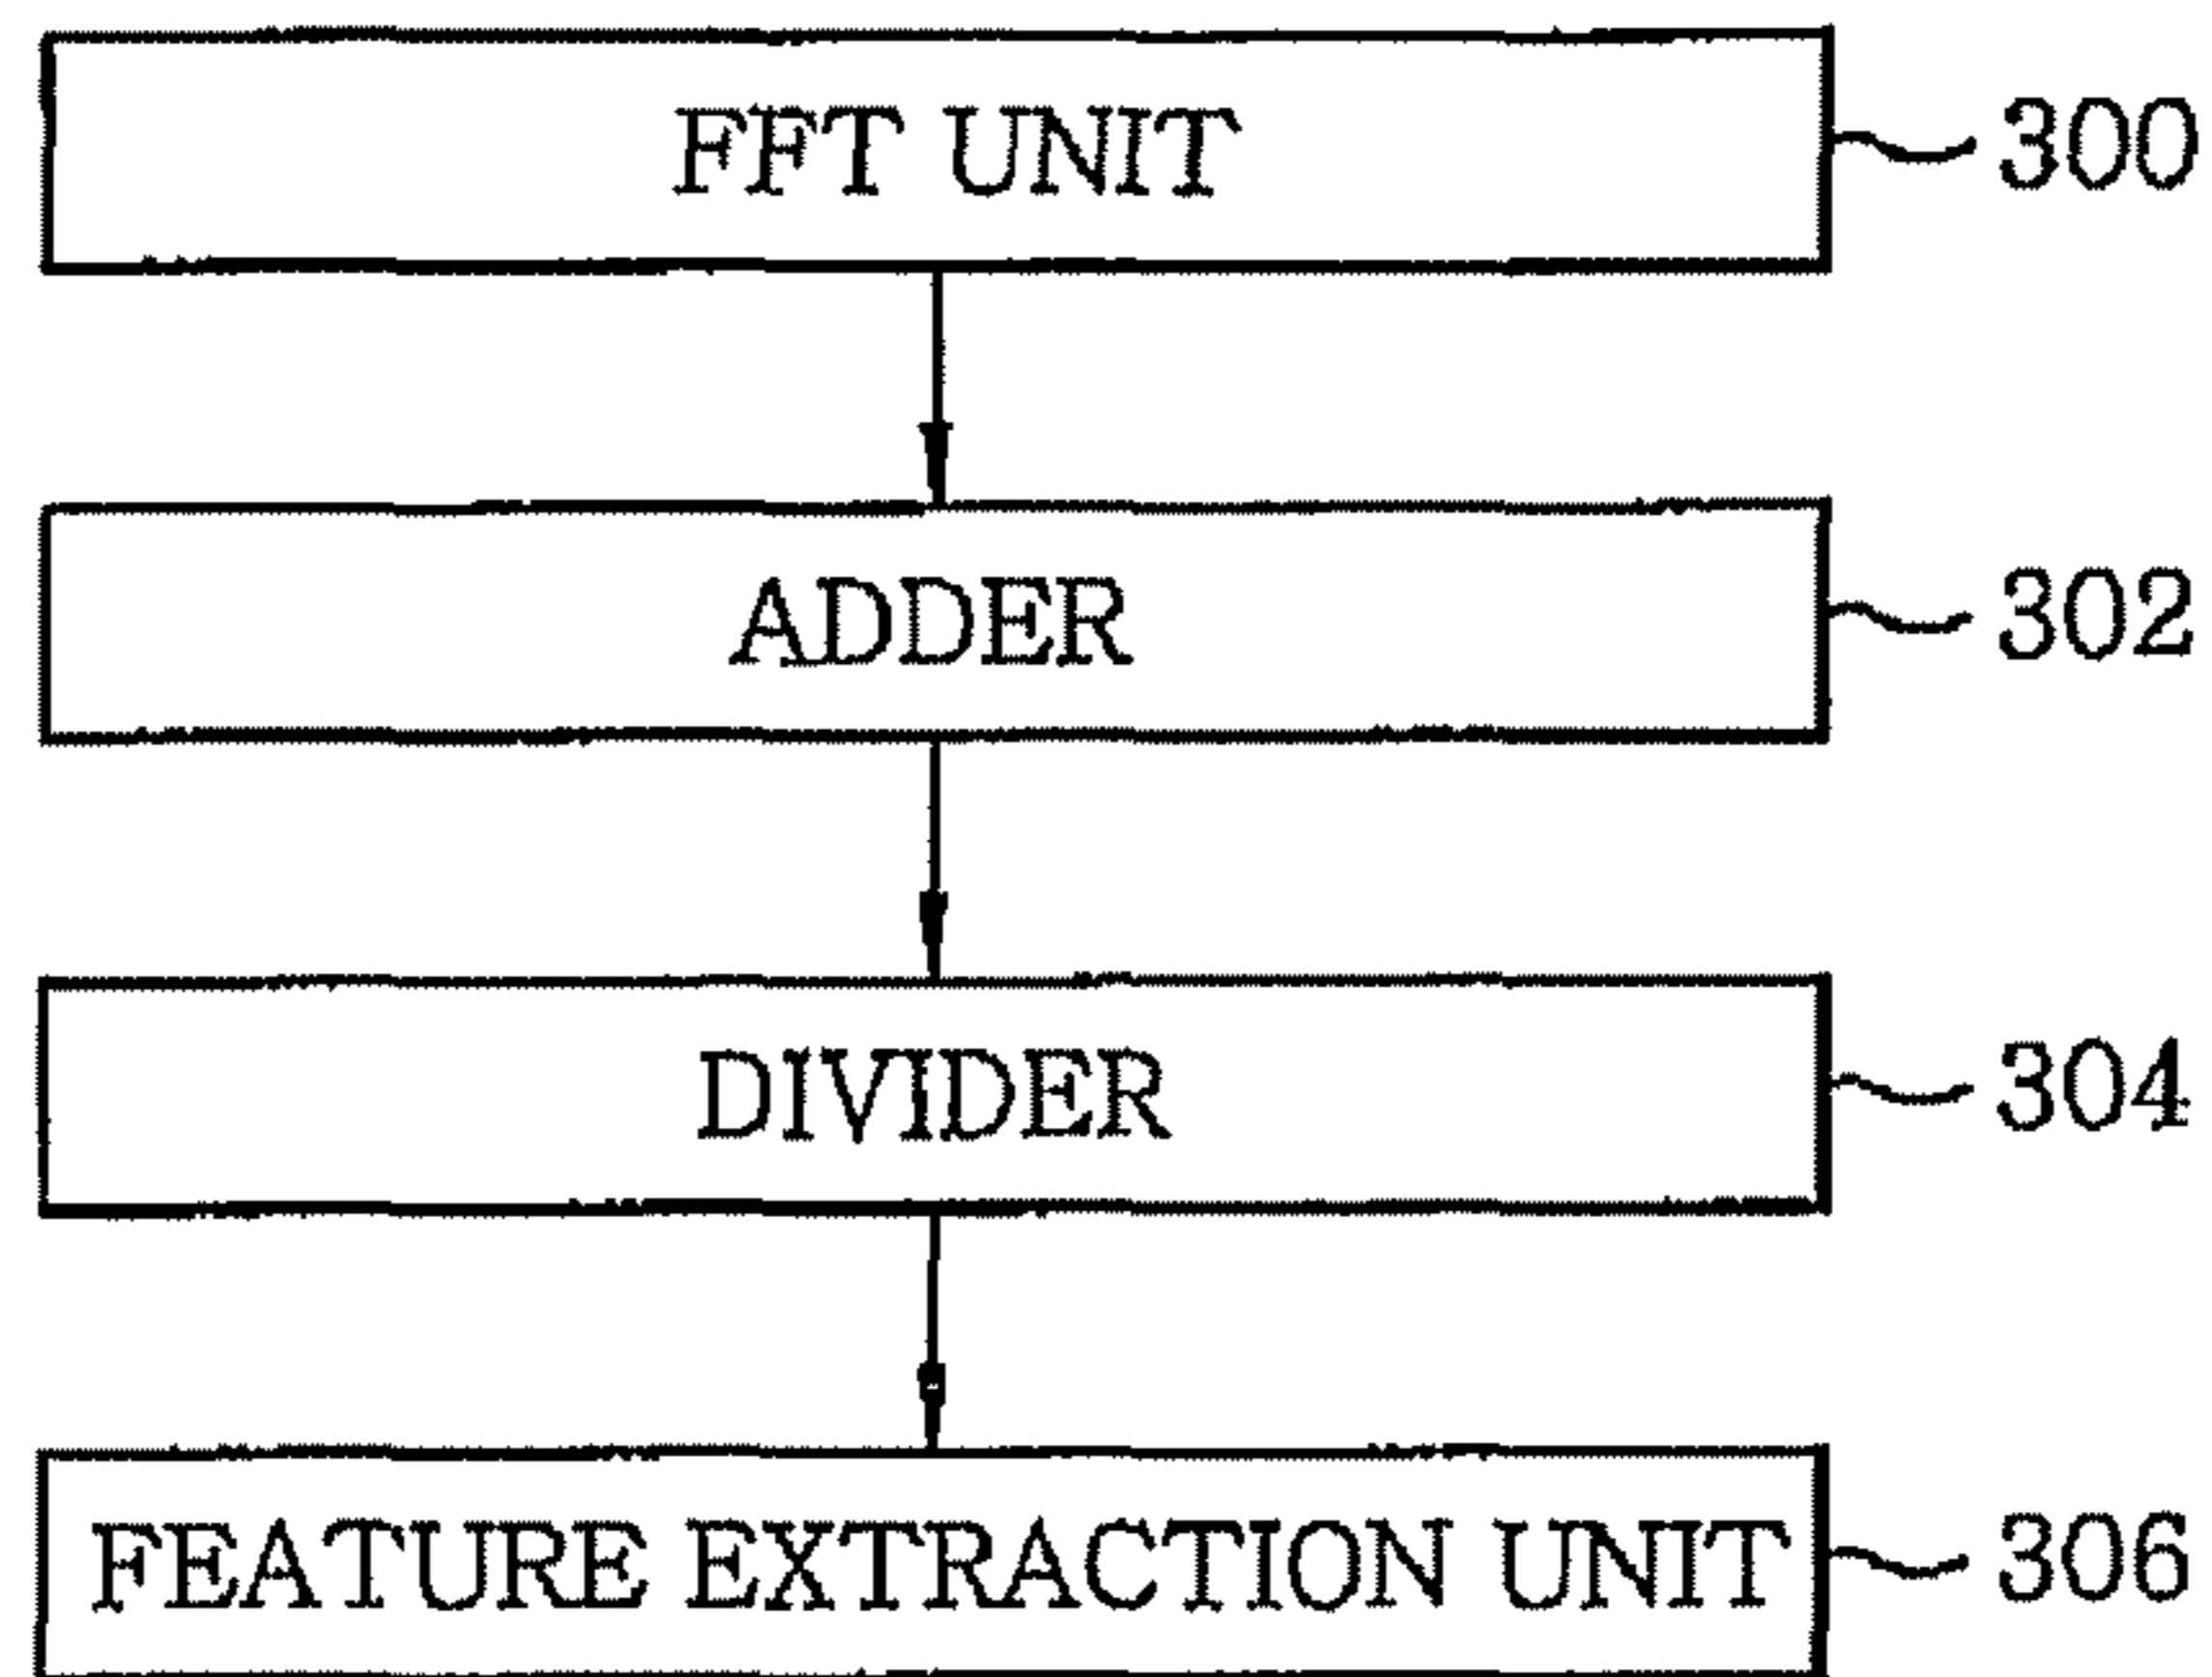 FFT UNIT 300
ADDER 302
DIVIDER 304
FEATURE EXTRACTION UNIT 306